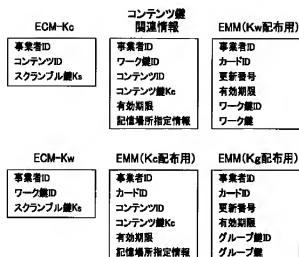 ECM-Kc
事業者ID
コンテンツID
スクランブル鍵Ks
コンテンツ鍵
関連情報
事業者ID
ワーク鍵ID
コンテンツID
コンテンツ鍵Kc
有効期限
記憶場所指定情報
EMM(Kw配布用)
事業者ID
カードID
更新番号
有効期限
ワーク鍵ID
ワーク鍵
ECM-Kw
事業者ID
ワーク鍵ID
スクランブル鍵Ks
EMM(Kc配布用)
事業者ID
カードID
コンテンツID
コンテンツ鍵Kc
有効期限
記憶場所指定情報
EMM(Kg配布用)
事業者ID
カードID
更新番号
有効期限
グループ鍵ID
グループ鍵